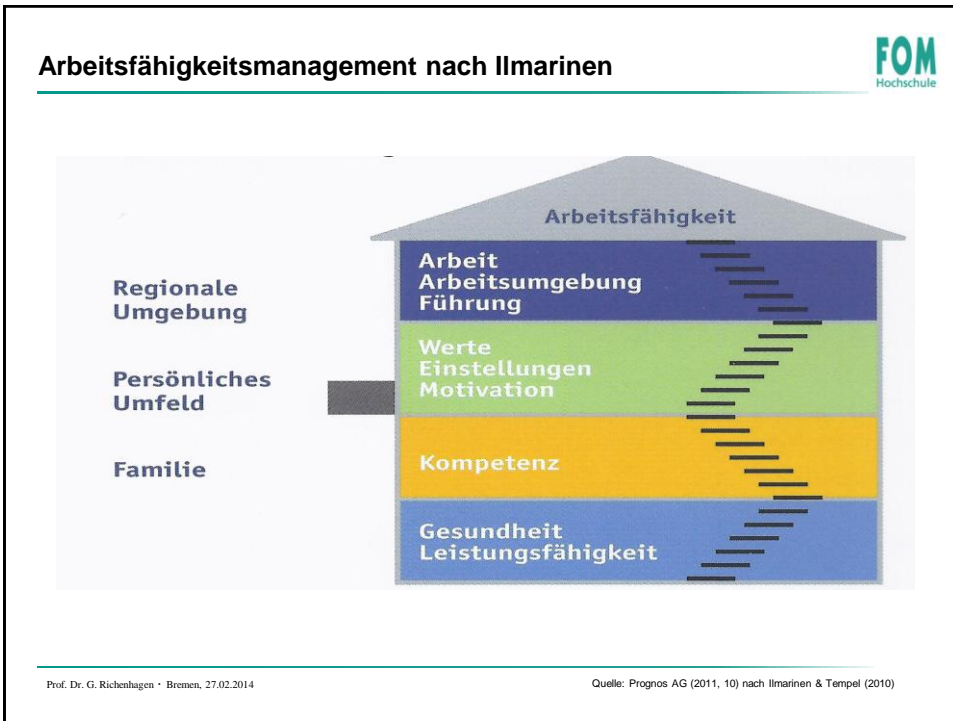 Arbeitsfähigkeitsmanagement nach Ilmarinen
FOM
Hochschule
Arbeitsfähigkeit
Regionale
Umgebung
Persönliches
Umfeld
Familie
Arbeit
Arbeitsumgebung
Führung
Werte
Einstellungen
Motivation
Kompetenz
Gesundheit
Leistungsfähigkeit
Prof. Dr. G. Richenhagen · Bremen, 27.02.2014
Quelle: Prognos AG (2011, 10) nach Ilmarinen & Tempel (2010)